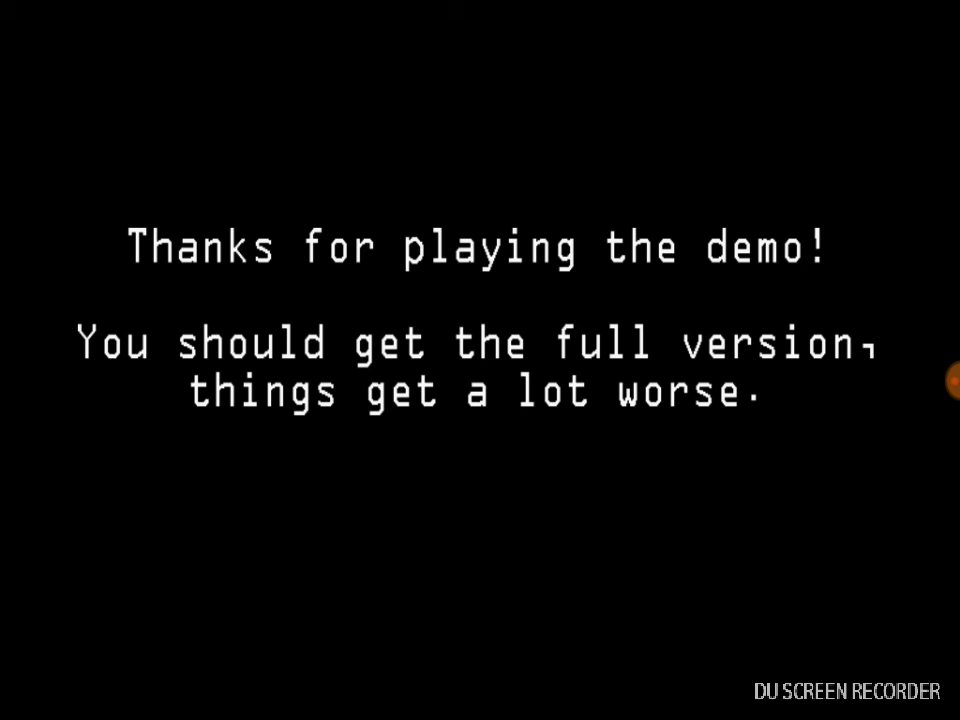 Thanks for playing the demo!
You should get the full version,
things get a lot worse.
DU SCREEN RECORDER